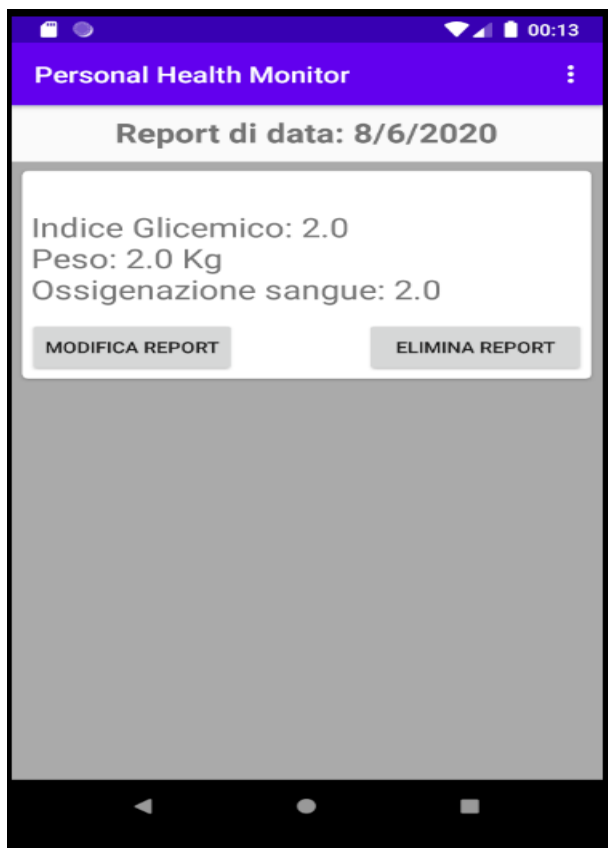 00:13
Personal Health Monitor
Report di data: 8/6/2020
Indice Glicemico: 2.0
Peso: 2.0 Kg
Ossigenazione sangue: 2.0
MODIFICA REPORT
ELIMINA REPORT